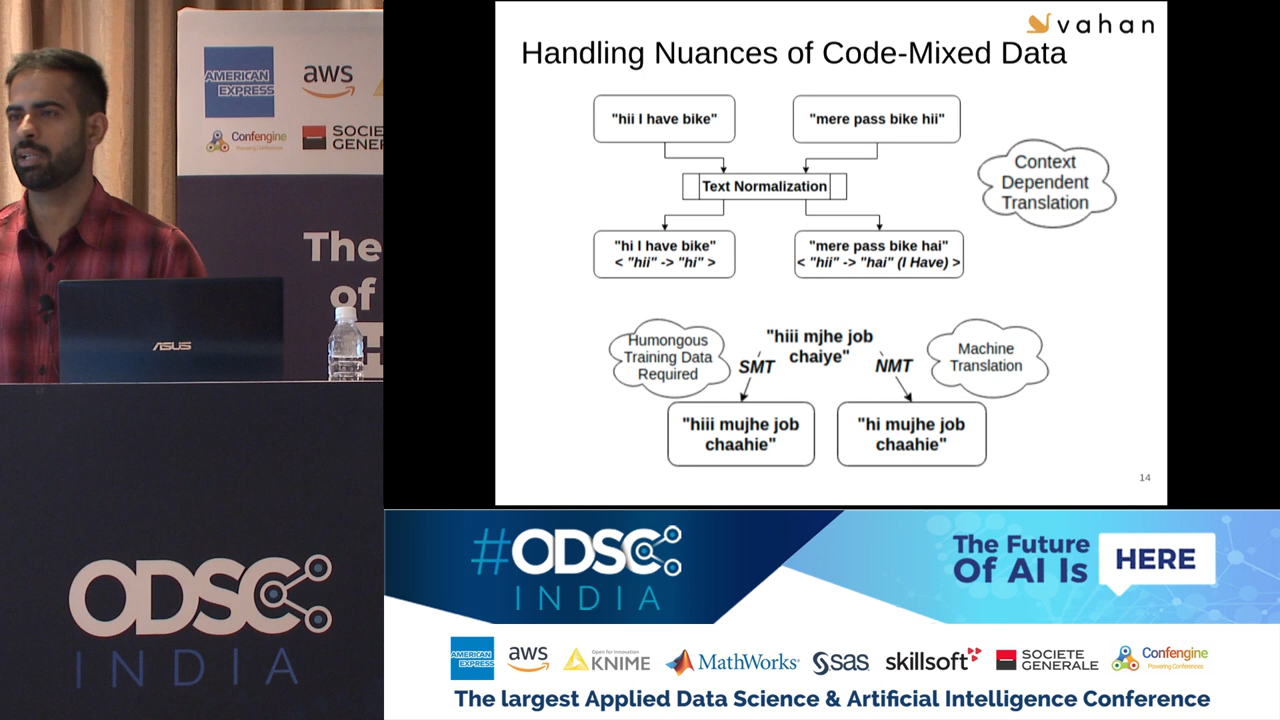 AMERICAN
EXPRESS
aws
Confengine
Powering Conferences
SOCIETE
GENER
The
of
ASUS
ODSC
INDIA
vahan
Handling Nuances of Code-Mixed Data
"hii I have bike"
"mere pass bike hii"
Text Normalization
Context
Dependent
Translation
"hi I have bike"
< "hii" -> "hi" >
"mere pass bike hai"
< "hii" -> "hai" (I Have) >
Humongous
Training Data
Required
"hiii mjhe job
chaiye"
SMT
NMT
Machine
Translation
"hiii mujhe job
chaahie"
"hi mujhe job
chaahie"
14
#ODSC
INDIA
The Future
Of AI Is
HERE
AMERICAN
EXPRESS
aws
Open for Innovation
KNIME
MathWorks
sas
skillsoft
SOCIETE
GENERALE
Confengine
Powering Conferences
The largest Applied Data Science & Artificial Intelligence Conference